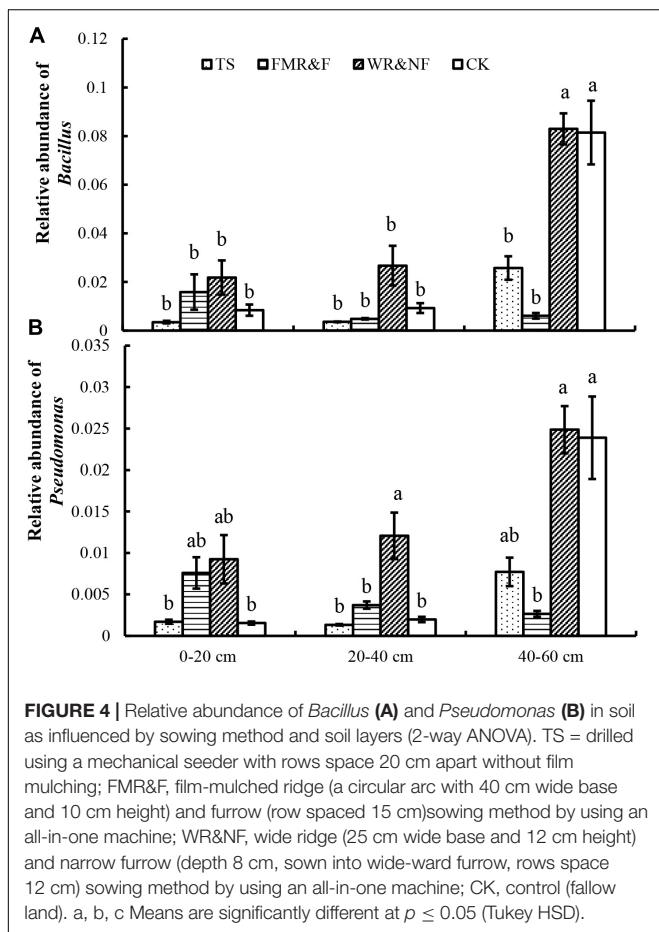 A
Relative abundance of
Bacillus
0.12
0.1
0.08
0.06
0.04
0.02
0
TS FMR&F WR&NF CK
b b b b b b b b b b a a
B
Relative abundance of
Pseudomonas
0.035
0.03
0.025
0.02
0.015
0.01
0.005
0
b ab ab b b b a b ab b a a
0-20 cm 20-40 cm 40-60 cm
FIGURE 4 | Relative abundance of Bacillus (A) and Pseudomonas (B) in soil
as influenced by sowing method and soil layers (2-way ANOVA). TS = drilled
using a mechanical seeder with rows space 20 cm apart without film
mulching; FMR&F, film-mulched ridge (a circular arc with 40 cm wide base
and 10 cm height) and furrow (row spaced 15 cm)sowing method by using an
all-in-one machine; WR&NF, wide ridge (25 cm wide base and 12 cm height)
and narrow furrow (depth 8 cm, sown into wide-ward furrow, rows space
12 cm) sowing method by using an all-in-one machine; CK, control (fallow
land). a, b, c Means are significantly different at p ≤ 0.05 (Tukey HSD).